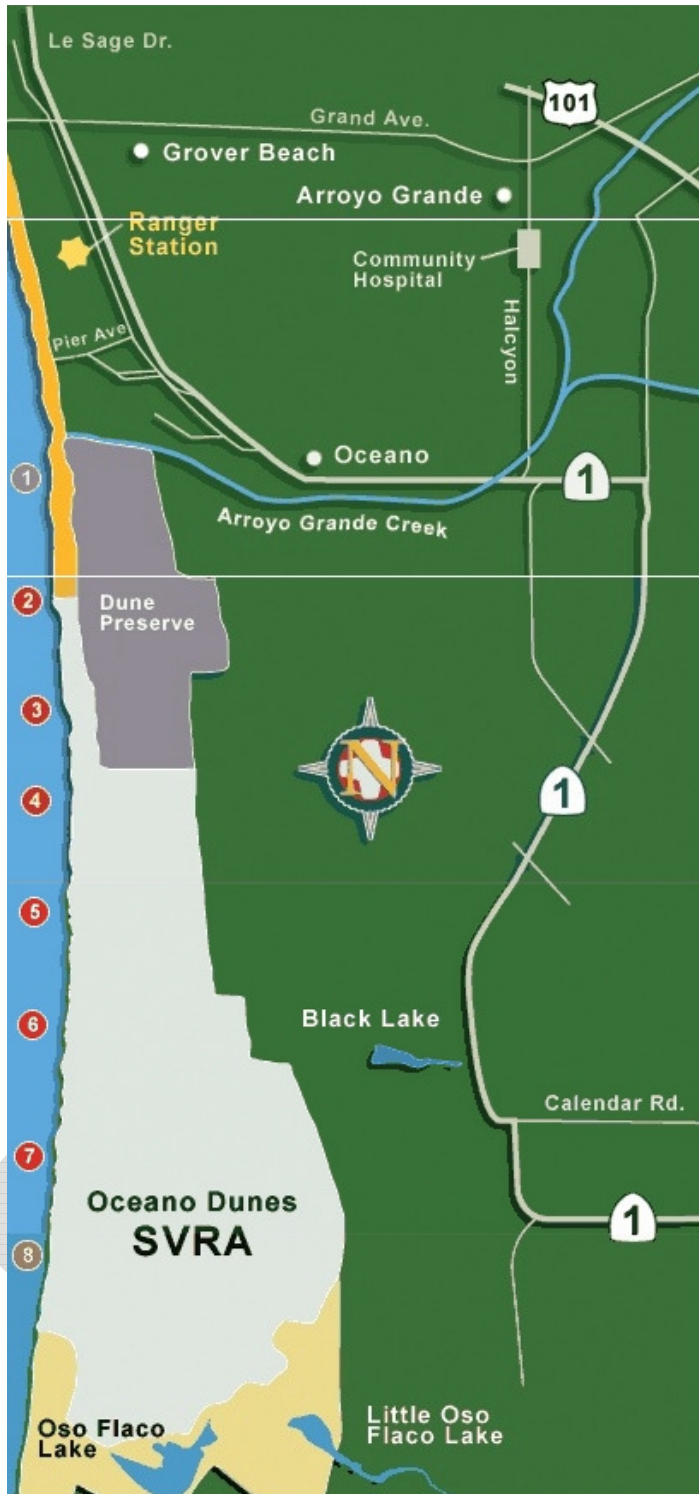 Le Sage Dr.
101
Grand Ave.
Grover Beach
Arroyo Grande
Ranger
Station
Community
Hospital
Pier Ave
Halcyon
Oceano
1
1
Arroyo Grande Creek
2
Dune
Preserve
3
N
4
1
5
6
Black Lake
Calendar Rd.
7
Oceano Dunes
SVRA
1
8
Oso Flaco
Lake
Little Oso
Flaco Lake